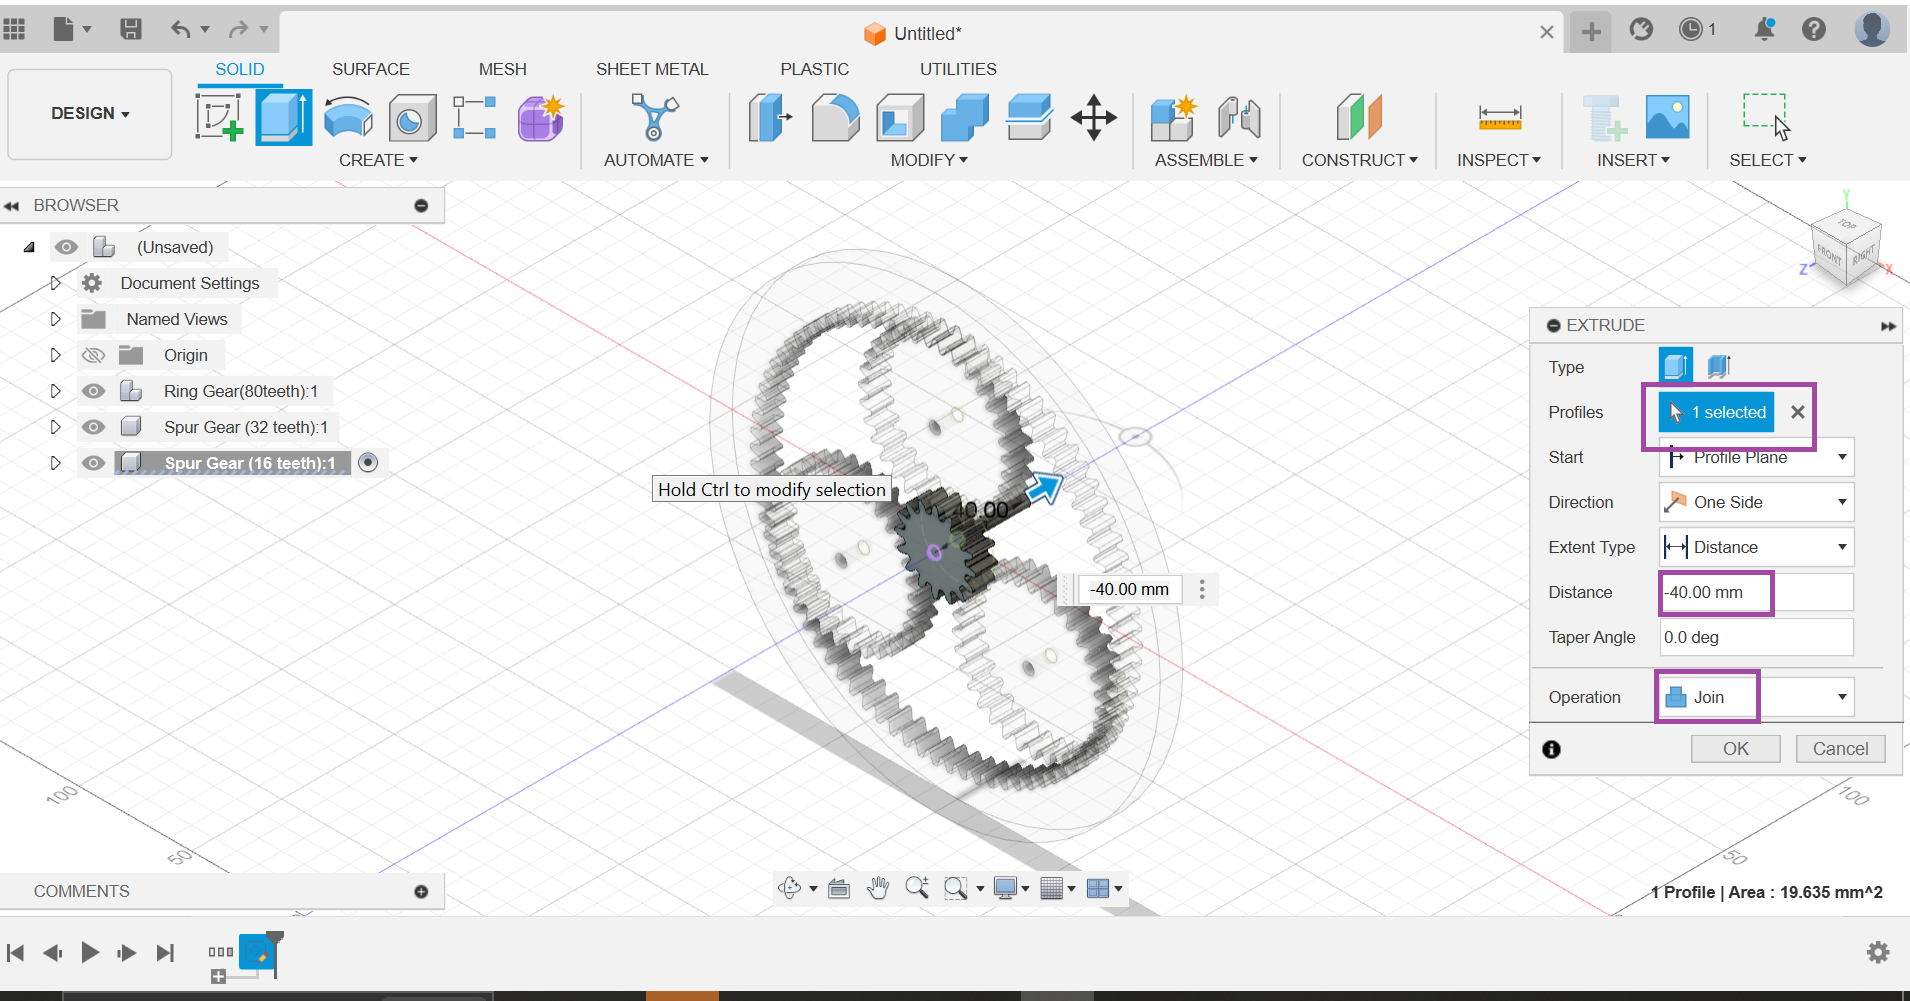 Untitled*
1
DESIGN
SOLID
SURFACE
MESH
SHEET METAL
PLASTIC
UTILITIES
CREATE
AUTOMATE
MODIFY
ASSEMBLE
CONSTRUCT
INSPECT
INSERT
SELECT
BROWSER
(Unsaved)
Document Settings
Named Views
Origin
Ring Gear(80teeth):1
Spur Gear (32 teeth):1
Spur Gear (16 teeth):1
Y
TOP
FRONT
RIGHT
Z
X
Hold Ctrl to modify selection
40.00
-40.00 mm
EXTRUDE
Type
Profiles
1 selected
Start
Profile Plane
Direction
One Side
Extent Type
Distance
Distance
-40.00 mm
Taper Angle
0.0 deg
Operation
Join
OK
Cancel
100
50
100
50
COMMENTS
1 Profile | Area : 19.635 mm^2